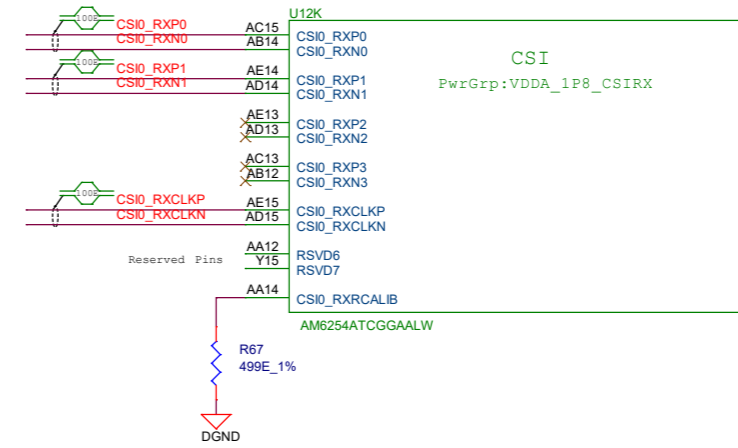 U12K
100E
CSI0_RXP0 AC15 CSI0_RXP0
CSI0_RXN0 AB14 CSI0_RXN0
CSI
100E
CSI0_RXP1 AE14 CSI0_RXP1
PwrGrp:VDDA_1P8_CSIRX
CSI0_RXN1 AD14 CSI0_RXN1
AE13 CSI0_RXP2
AD13 CSI0_RXN2
AC13 CSI0_RXP3
AB12 CSI0_RXN3
100E
CSI0_RXCLKP AE15 CSI0_RXCLKP
CSI0_RXCLKN AD15 CSI0_RXCLKN
AA12 RSVD6
Reserved Pins Y15 RSVD7
AA14 CSI0_RXRCALIB
AM6254ATCGGAALW
R67
499E_1%
DGND